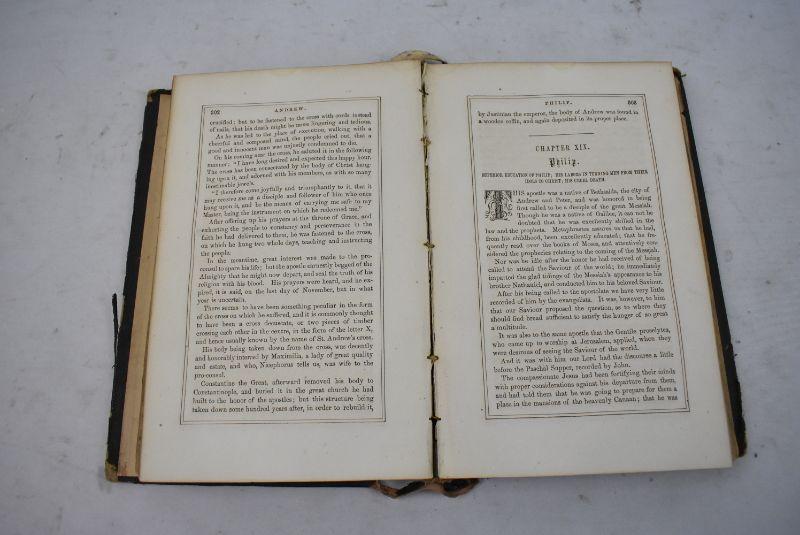 302 ANDREW.
crucified: but to be fastened to the cross with cords instead
of nails, that his death might be more lingering and tedious.
As he was led to the place of execution, walking with a
cheerful and composed mind, the people cried out, that a
good and innocent man was unjustly condemned to die.
On his coming near the cross, he saluted it in the following
manner: "I have long desired and expected this happy hour.
The cross has been consecrated by the body of Christ hang-
ing upon it, and adorned with his members, as with so many
inestimable jewels.
"I therefore come joyfully and triumphantly to it, that it
may receive me as a disciple and follower of him who once
hung upon it, and be the means of carrying me safe to my
Master, being the instrument on which he redeemed me."
After offering up his prayers at the throne of Grace, and
exhorting the people to constancy and perseverance in the
faith he had delivered to them, he was fastened to the cross,
on which he hung two whole days, teaching and instructing
the people.
In the meantime, great interest was made to the pro-
consul to spare his life; but the apostle earnestly begged of the
Almighty that he might now depart, and seal the truth of his
religion with his blood. His prayers were heard, and he ex-
pired, it is said, on the last day of November, but in what
year is uncertain.
There seems to have been something peculiar in the form
of the cross on which he suffered, and it is commonly thought
to have been a cross decussate, or two pieces of timber
crossing each other in the centre, in the form of the letter X,
and hence usually known by the name of St. Andrew's cross.
His body being taken down from the cross, was decently
and honorably interred by Maximilla, a lady of great quality
and estate, and who, Nicephorus tells us, was wife to the
pro-consul.
Constantine the Great, afterward removed his body to
Constantinople, and buried it in the great church he had
built to the honor of the apostles; but this structure being
taken down some hundred years after, in order to rebuild it,
PHILIP. 303
by Justinian the emperor, the body of Andrew was found in
a wooden coffin, and again deposited in its proper place.
CHAPTER XIX.
Philip.
SUPERIOR EDUCATION OF PHILIP; HIS LABORS IN TURNING MEN FROM THEIR
IDOLS TO CHRIST; HIS CRUEL DEATH.
THIS apostle was a native of Bethsaida, the city of
Andrew and Peter, and was honored in being
first called to be a disciple of the great Messiah.
Though he was a native of Galilee, it can not be
doubted that he was excellently skilled in the
law and the prophets. Metaphrastes assures us that he had,
from his childhood, been excellently educated; that he fre-
quently read over the books of Moses, and attentively con-
sidered the prophecies relating to the coming of the Messiah.
Nor was he idle after the honor he had received of being
called to attend the Saviour of the world; he immediately
imparted the glad tidings of the Messiah's appearance to his
brother Nathaniel, and conducted him to his beloved Saviour.
After his being called to the apostolate we have very little
recorded of him by the evangelists. It was, however, to him
that our Saviour proposed the question, as to where they
should find bread sufficient to satisfy the hunger of so great
a multitude.
It was also to the same apostle that the Gentile proselytes,
who came up to worship at Jerusalem, applied, when they
were desirous of seeing the Saviour of the world.
And it was with him our Lord had the discourse a little
before the Paschal Supper, recorded by John.
The compassionate Jesus had been fortifying their minds
with proper considerations against his departure from them,
and had told them that he was going to prepare for them a
place in the mansions of the heavenly Canaan; that he was